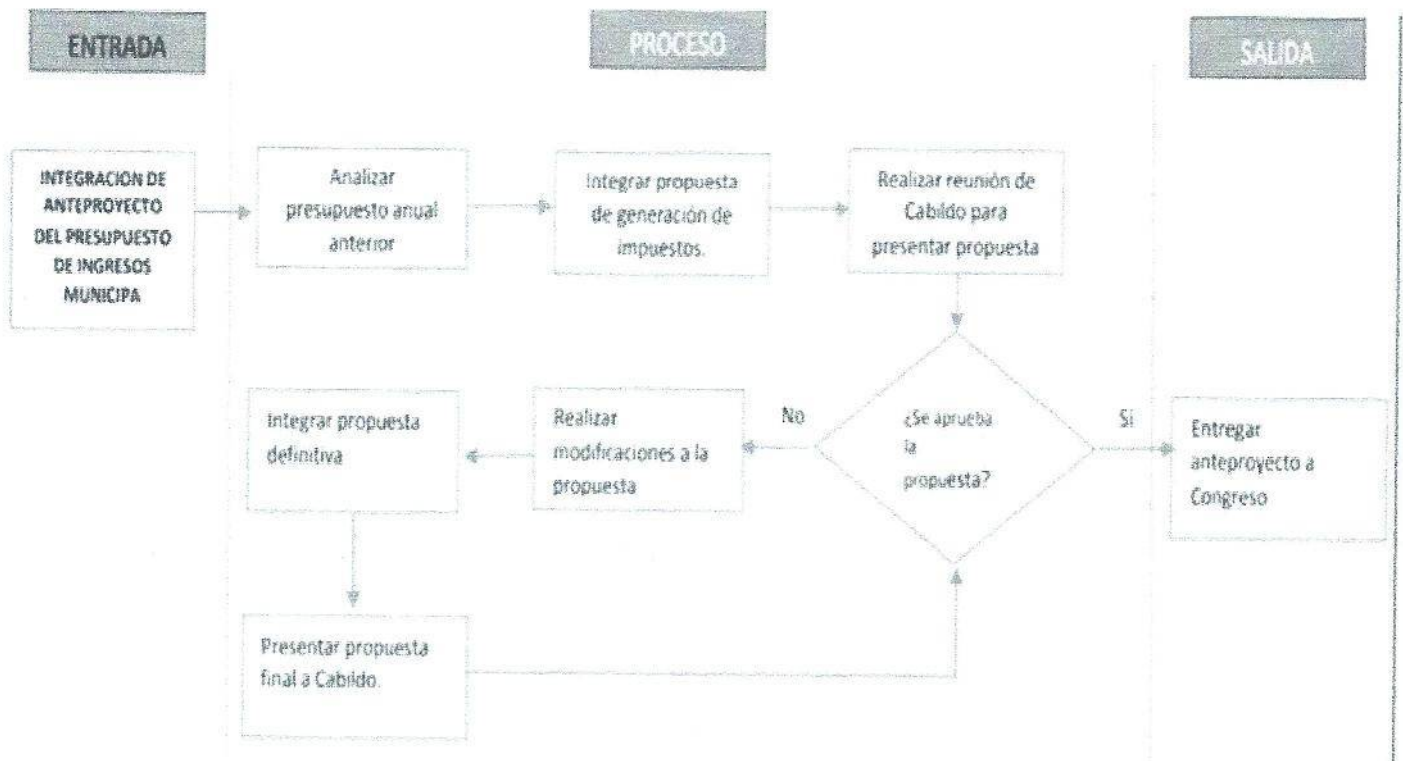 ENTRADA
PROCESO
SALIDA
INTEGRACION DE
ANTEPROYECTO
DEL PRESUPUESTO
DE INGRESOS
MUNICIPA
Analizar
presupuesto anual
anterior
Integrar propuesta
de generación de
impuestos.
Realizar reunión de
Cabildo para
presentar propuesta
¿Se aprueba
la
propuesta?
No
Si
Realizar
modificaciones a la
propuesta
Integrar propuesta
definitiva
Entregar
anteproyecto a
Congreso
Presentar propuesta
final a Cabildo.